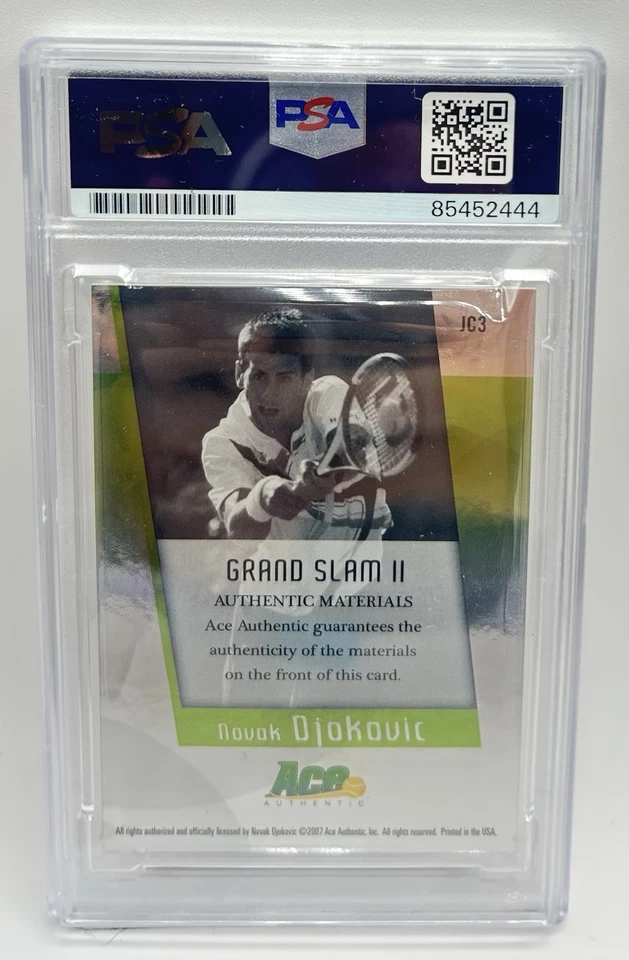 PSA
PSA
85452444
JC3
GRAND SLAM II
AUTHENTIC MATERIALS
Ace Authentic guarantees the
authenticity of the materials
on the front of this card.
Novak Djokovic
Ace
AUTHENTIC
All rights authorized and officially licensed by Novak Djokovic ©2007 Ace Authentic, Inc. All rights reserved. Printed in the USA.